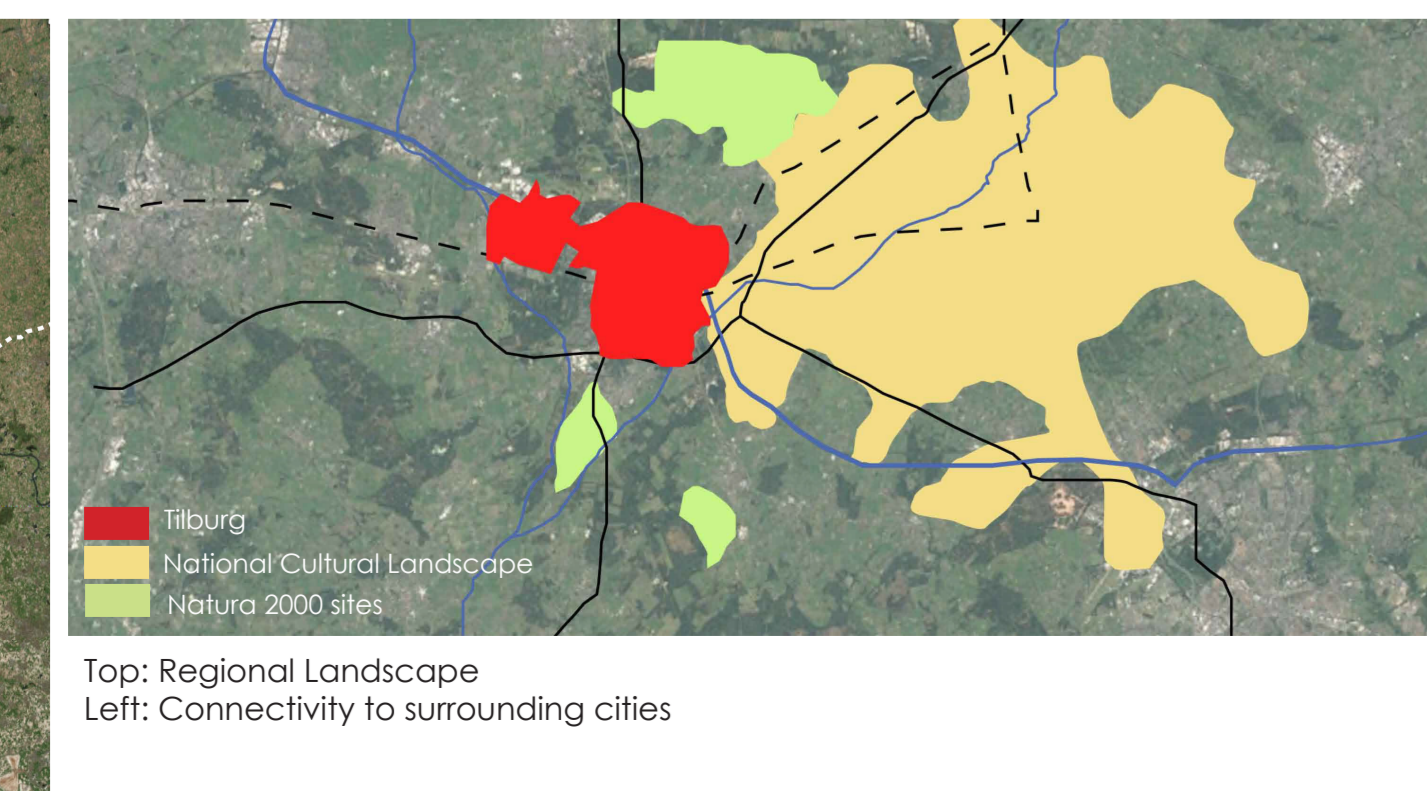 Tilburg
National Cultural Landscape
Natura 2000 sites
Top: Regional Landscape
Left: Connectivity to surrounding cities